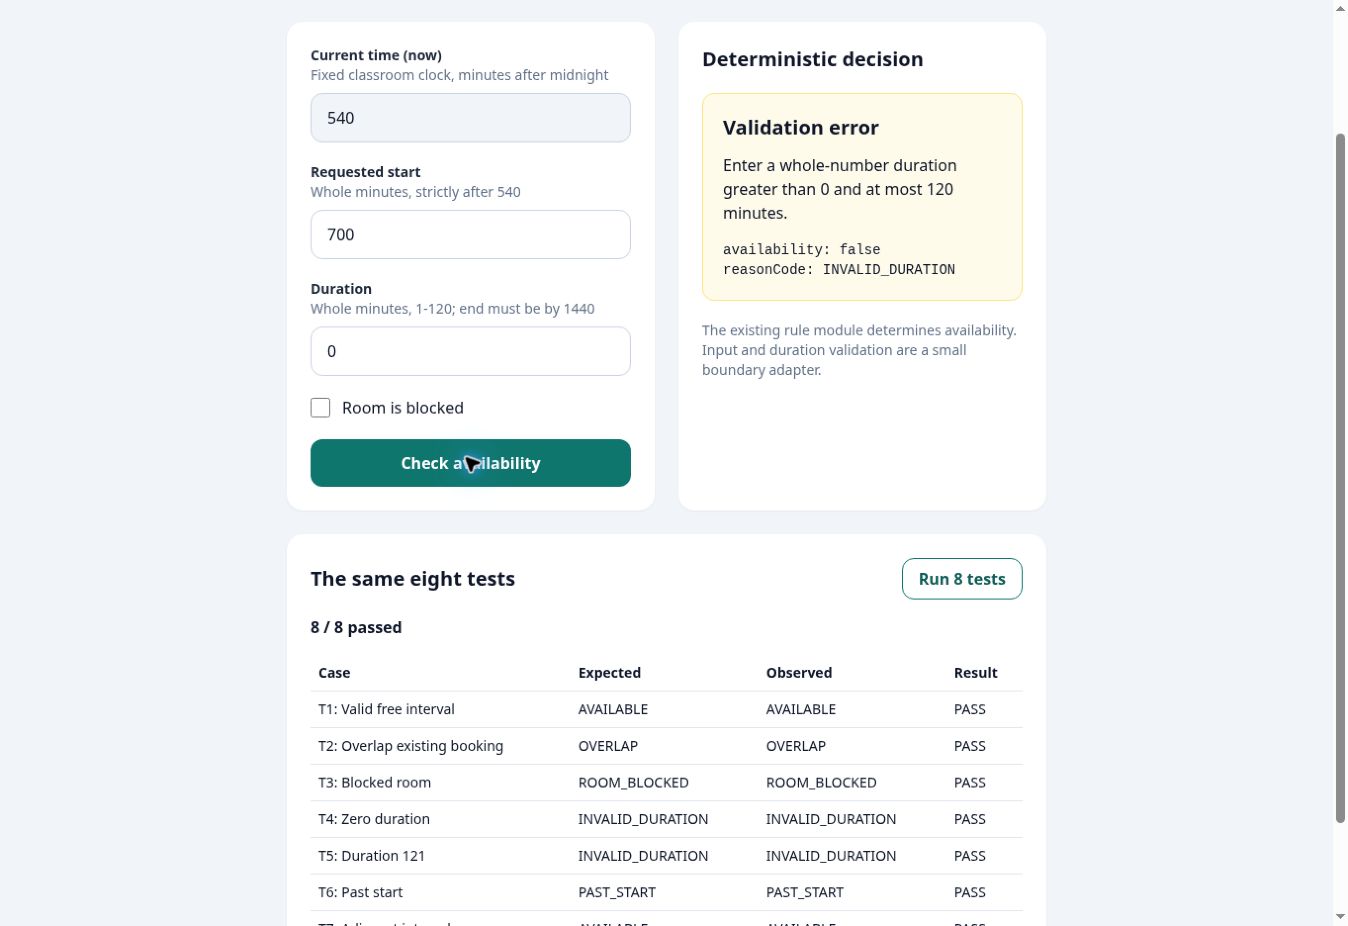 Current time (now)
Fixed classroom clock, minutes after midnight
540
Requested start
Whole minutes, strictly after 540
700
Duration
Whole minutes, 1-120; end must be by 1440
0
Room is blocked
Check availability
Deterministic decision
Validation error
Enter a whole-number duration
greater than 0 and at most 120
minutes.
availability: false
reasonCode: INVALID_DURATION
The existing rule module determines availability.
Input and duration validation are a small
boundary adapter.
The same eight tests
Run 8 tests
8 / 8 passed
Case Expected Observed Result
T1: Valid free interval AVAILABLE AVAILABLE PASS
T2: Overlap existing booking OVERLAP OVERLAP PASS
T3: Blocked room ROOM_BLOCKED ROOM_BLOCKED PASS
T4: Zero duration INVALID_DURATION INVALID_DURATION PASS
T5: Duration 121 INVALID_DURATION INVALID_DURATION PASS
T6: Past start PAST_START PAST_START PASS